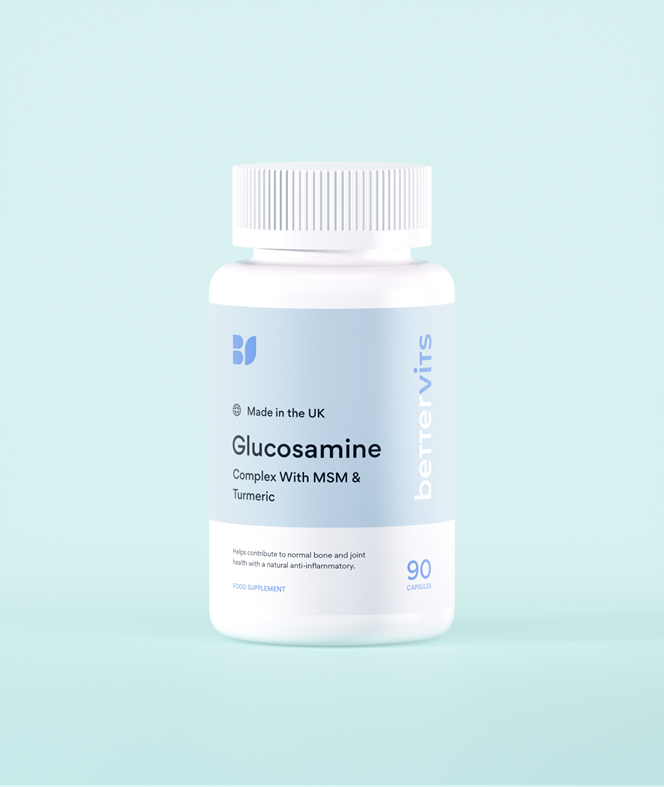 Made in the UK
Glucosamine
Complex With MSM &
Turmeric
bettervits
Helps contribute to normal bone and joint
health with a natural anti-inflammatory.
FOOD SUPPLEMENT
90
CAPSULES